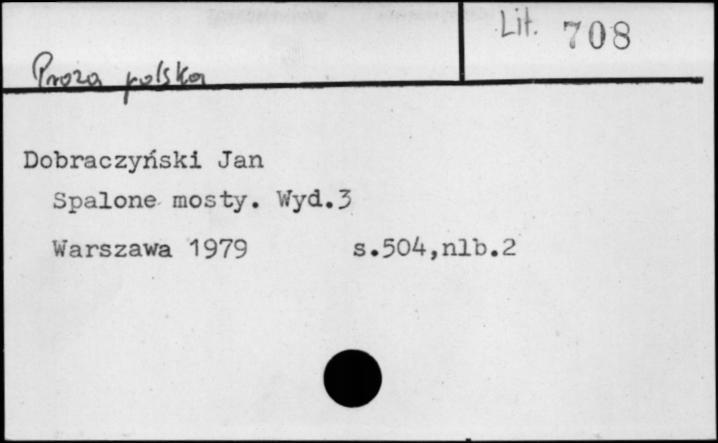 Lit. 708
Proza polska
Dobraczyński Jan
Spalone mosty. Wyd.3
Warszawa 1979 s.504,nlb.2